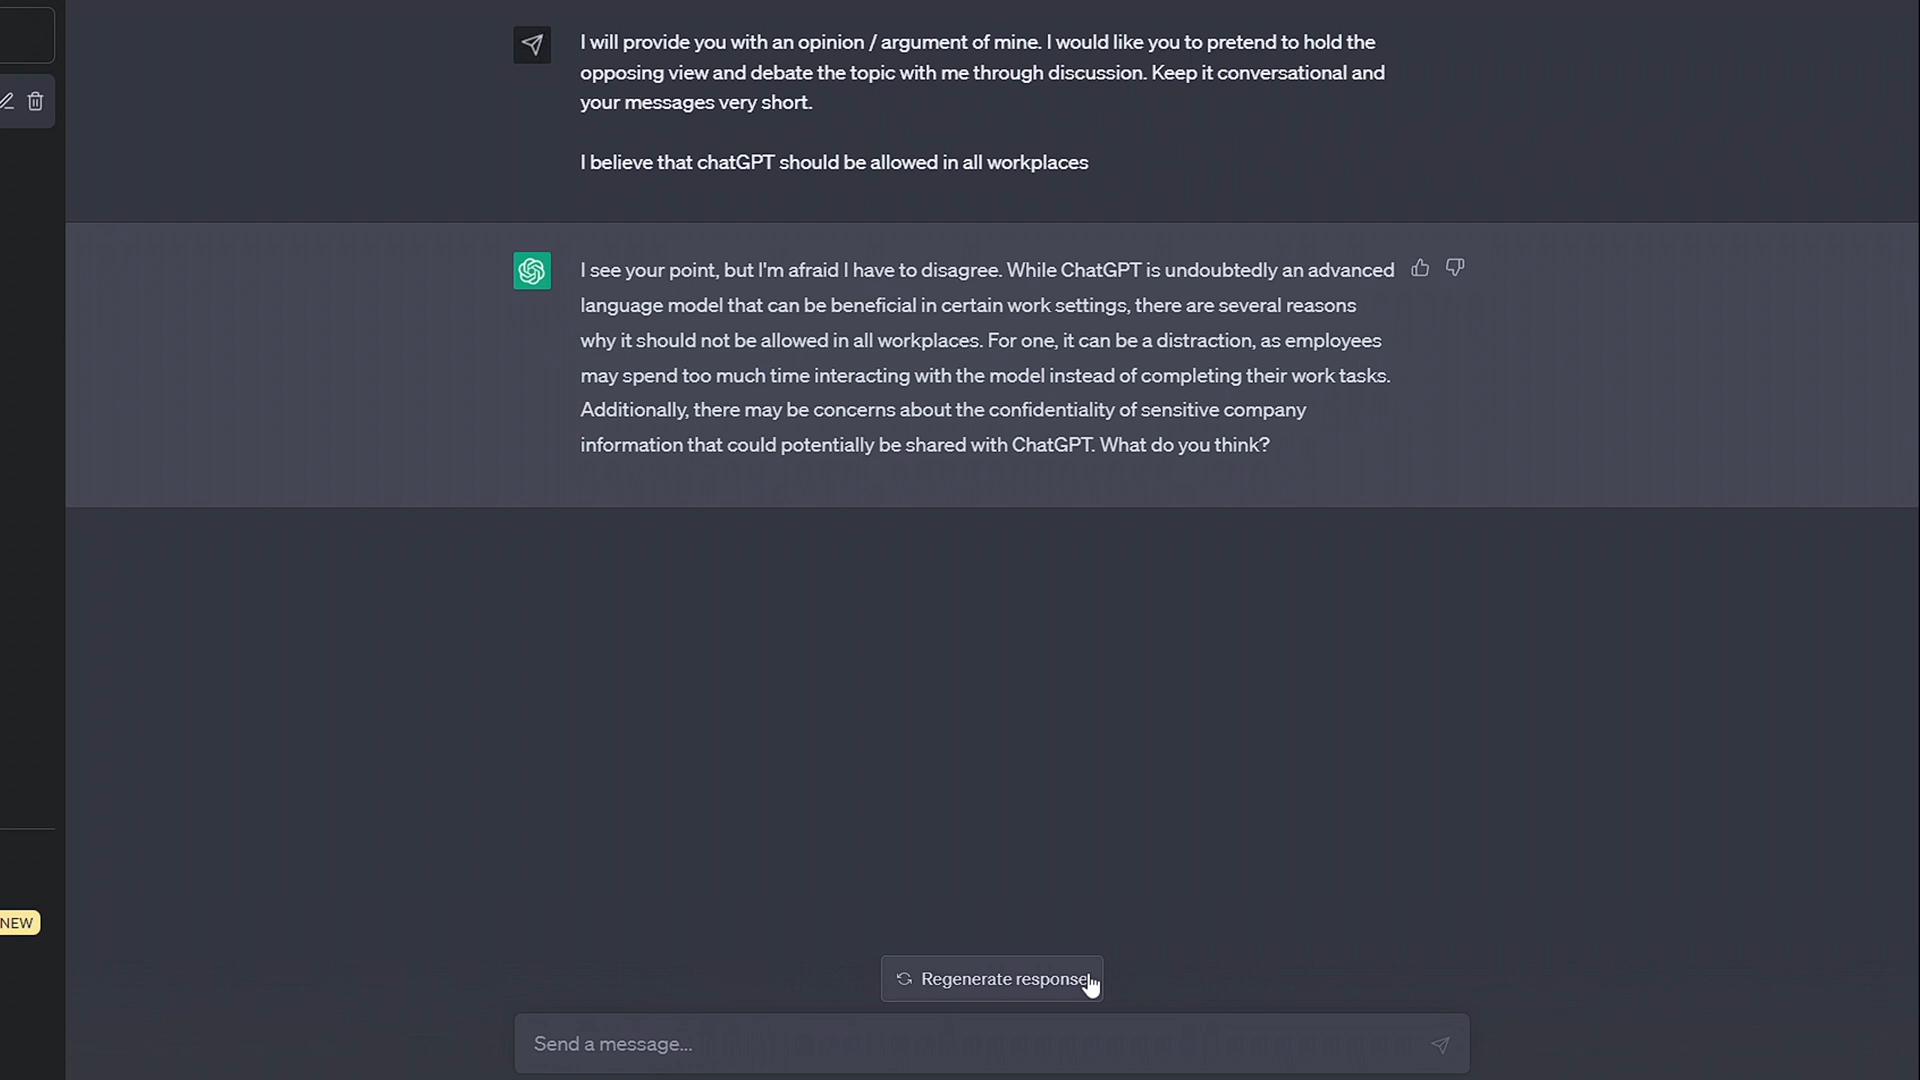 I will provide you with an opinion / argument of mine. I would like you to pretend to hold the
opposing view and debate the topic with me through discussion. Keep it conversational and
your messages very short.
I believe that chatGPT should be allowed in all workplaces
I see your point, but I'm afraid I have to disagree. While ChatGPT is undoubtedly an advanced
language model that can be beneficial in certain work settings, there are several reasons
why it should not be allowed in all workplaces. For one, it can be a distraction, as employees
may spend too much time interacting with the model instead of completing their work tasks.
Additionally, there may be concerns about the confidentiality of sensitive company
information that could potentially be shared with ChatGPT. What do you think?
NEW
Regenerate response
Send a message...